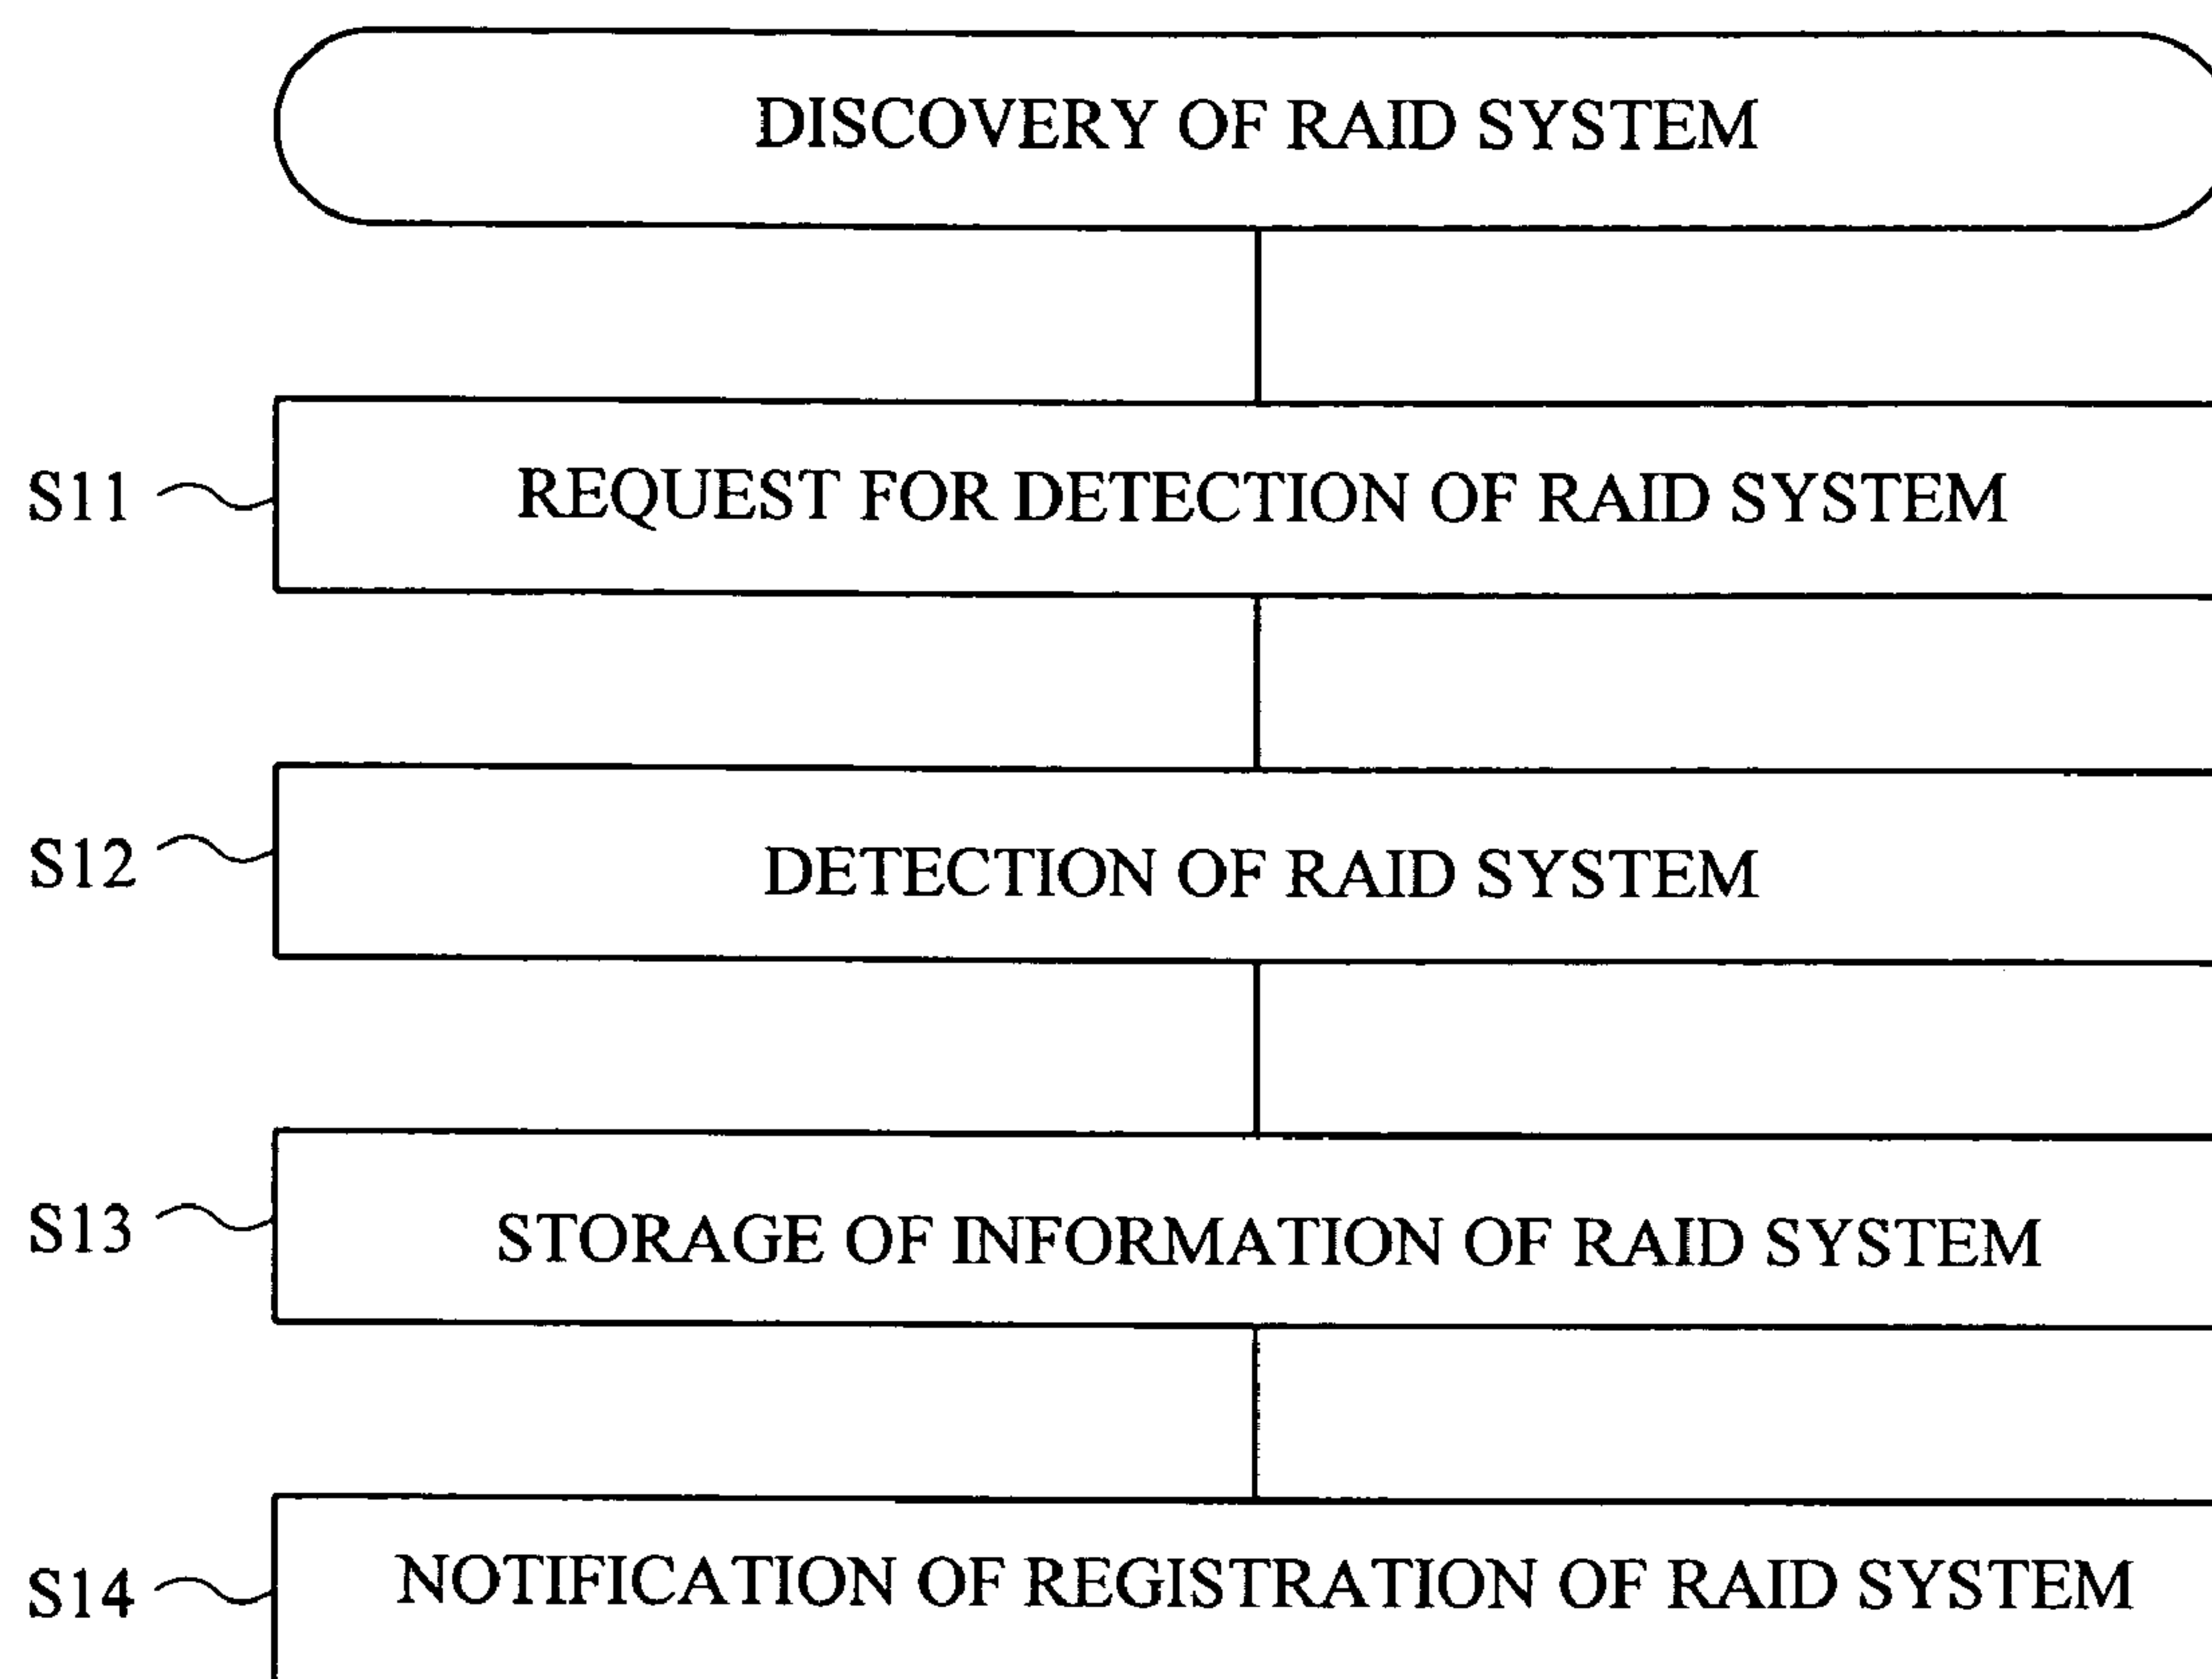 DISCOVERY OF RAID SYSTEM
S11 REQUEST FOR DETECTION OF RAID SYSTEM
S12 DETECTION OF RAID SYSTEM
S13 STORAGE OF INFORMATION OF RAID SYSTEM
S14 NOTIFICATION OF REGISTRATION OF RAID SYSTEM